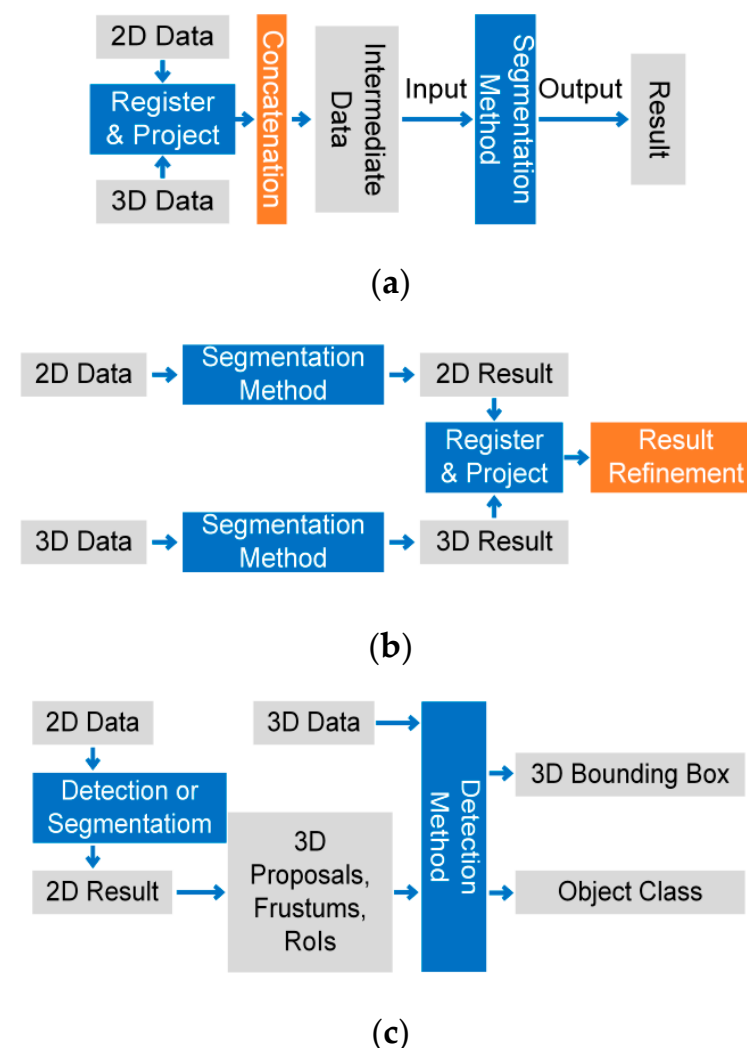 2D Data
Register
& Project
3D Data
Concatenation
Intermediate
Data
Input
Segmentation
Method
Output
Result
(a)
2D Data
Segmentation
Method
2D Result
Register
& Project
Result
Refinement
3D Data
Segmentation
Method
3D Result
(b)
2D Data
Detection or
Segmentatiom
2D Result
3D Data
3D
Proposals,
Frustums,
RoIs
Detection
Method
3D Bounding Box
Object Class
(c)